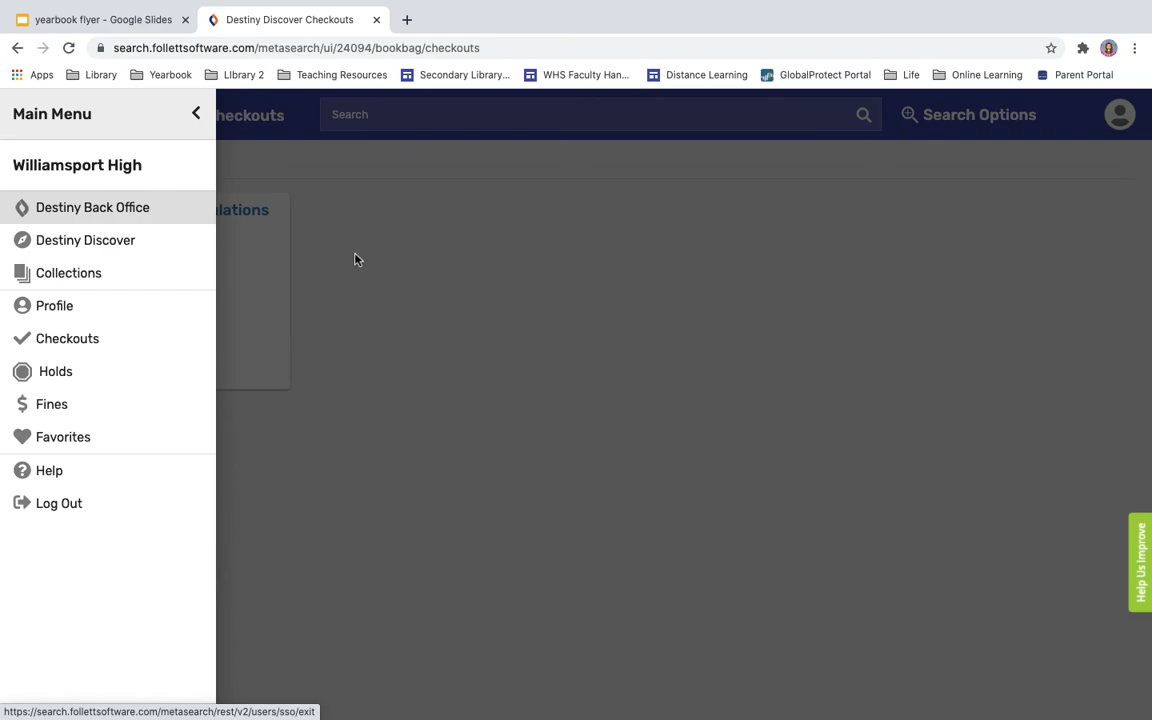 yearbook flyer - Google Slides
Destiny Discover Checkouts
search.follettsoftware.com/metasearch/ui/24094/bookbag/checkouts
Apps Library Yearbook LIbrary 2 Teaching Resources Secondary Library... WHS Faculty Han... Distance Learning GlobalProtect Portal Life Online Learning Parent Portal
Main Menu
heckouts
Search
Search Options
Williamsport High
Destiny Back Office
lations
Destiny Discover
Collections
Profile
Checkouts
Holds
Fines
Favorites
Help
Log Out
Help Us Improve
https://search.follettsoftware.com/metasearch/rest/v2/users/sso/exit